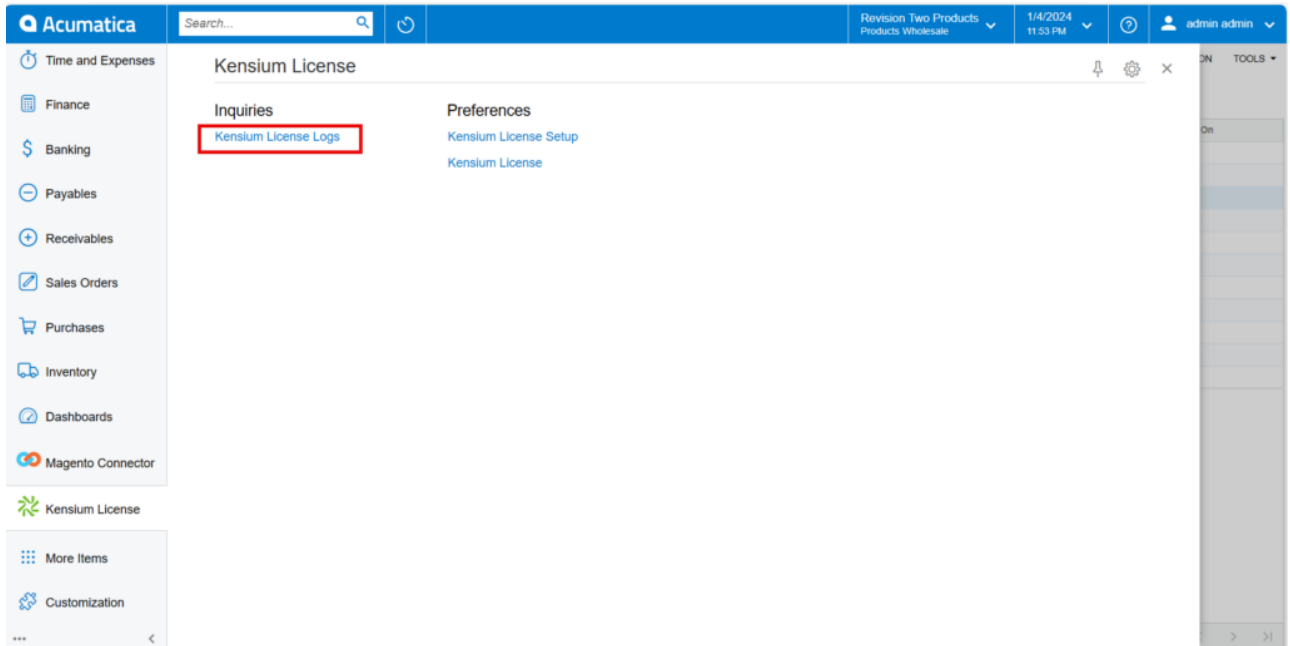 Acumatica
Search...
Revision Two Products
Products Wholesale
1/4/2024
11:53 PM
admin admin
Time and Expenses
Finance
Banking
Payables
Receivables
Sales Orders
Purchases
Inventory
Dashboards
Magento Connector
Kensium License
More Items
Customization
Kensium License
Inquiries
Kensium License Logs
Preferences
Kensium License Setup
Kensium License
ON
TOOLS
On